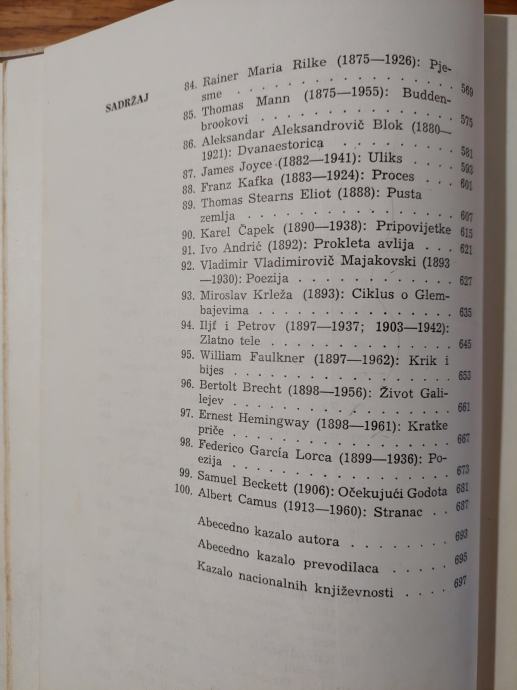 SADRŽAJ
84. Rainer Maria Rilke (1875—1926): Pje-
sme . . . . . . . . . . . . . . 569
85. Thomas Mann (1875—1955): Budden-
brookovi . . . . . . . . . . . . 575
86. Aleksandar Aleksandrovič Blok (1880—
1921): Dvanaestorica . . . . . . . 581
87. James Joyce (1882—1941): Uliks . . . 593
88. Franz Kafka (1883—1924): Proces . . . 601
89. Thomas Stearns Eliot (1888): Pusta
zemlja . . . . . . . . . . . . . 607
90. Karel Čapek (1890—1938): Pripovijetke 615
91. Ivo Andrić (1892): Prokleta avlija . . . 621
92. Vladimir Vladimirovič Majakovski (1893
—1930): Poezija . . . . . . . . . 627
93. Miroslav Krleža (1893): Ciklus o Glem-
bajevima . . . . . . . . . . . . 635
94. Iljf i Petrov (1897—1937; 1903—1942):
Zlatno tele . . . . . . . . . . . 645
95. William Faulkner (1897—1962): Krik i
bijes . . . . . . . . . . . . . . 653
96. Bertolt Brecht (1898—1956): Život Gali-
lejev . . . . . . . . . . . . . . 661
97. Ernest Hemingway (1898—1961): Kratke
priče . . . . . . . . . . . . . . 667
98. Federico García Lorca (1899—1936): Po-
ezija . . . . . . . . . . . . . . 673
99. Samuel Beckett (1906): Očekujući Godota 681
100. Albert Camus (1913—1960): Stranac . . 687
Abecedno kazalo autora . . . . . . . 693
Abecedno kazalo prevodilaca . . . . . 695
Kazalo nacionalnih književnosti . . . . 697